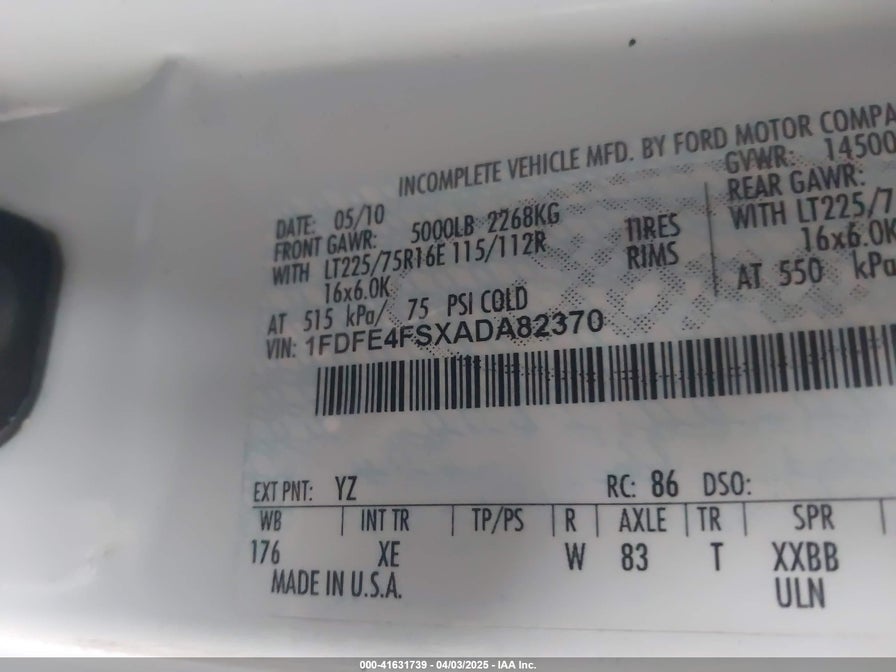 INCOMPLETE VEHICLE MFD. BY FORD MOTOR COMPA
DATE: 05/10
GVWR: 14500
FRONT GAWR: 5000LB 2268KG
REAR GAWR:
WITH LT225/75R16E 115/112R TIRES
WITH LT225/7
16x6.0K RIMS
16x6.0K
AT 515 kPa/ 75 PSI COLD
AT 550 kPa
VIN: 1FDFE4FSXADA82370
EXT PNT: YZ RC: 86 DSO:
WB INT TR TP/PS R AXLE TR SPR
176 XE W 83 T XXBB
MADE IN U.S.A. ULN
000-41631739 - 04/03/2025 - IAA Inc.